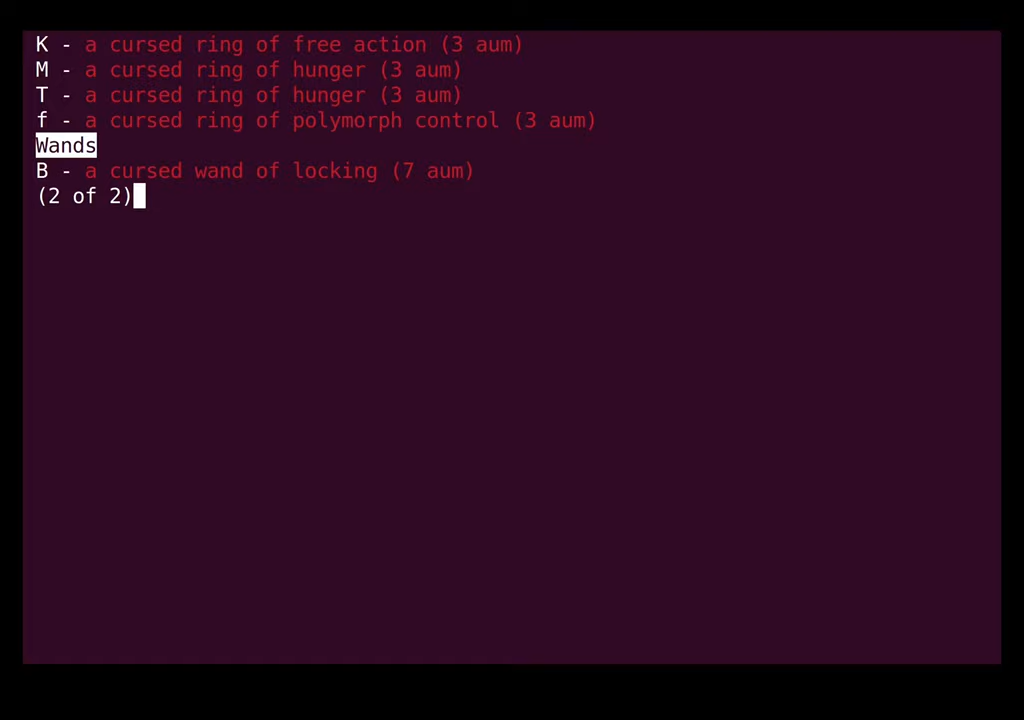 K - a cursed ring of free action (3 aum)
M - a cursed ring of hunger (3 aum)
T - a cursed ring of hunger (3 aum)
f - a cursed ring of polymorph control (3 aum)
Wands
B - a cursed wand of locking (7 aum)
(2 of 2)